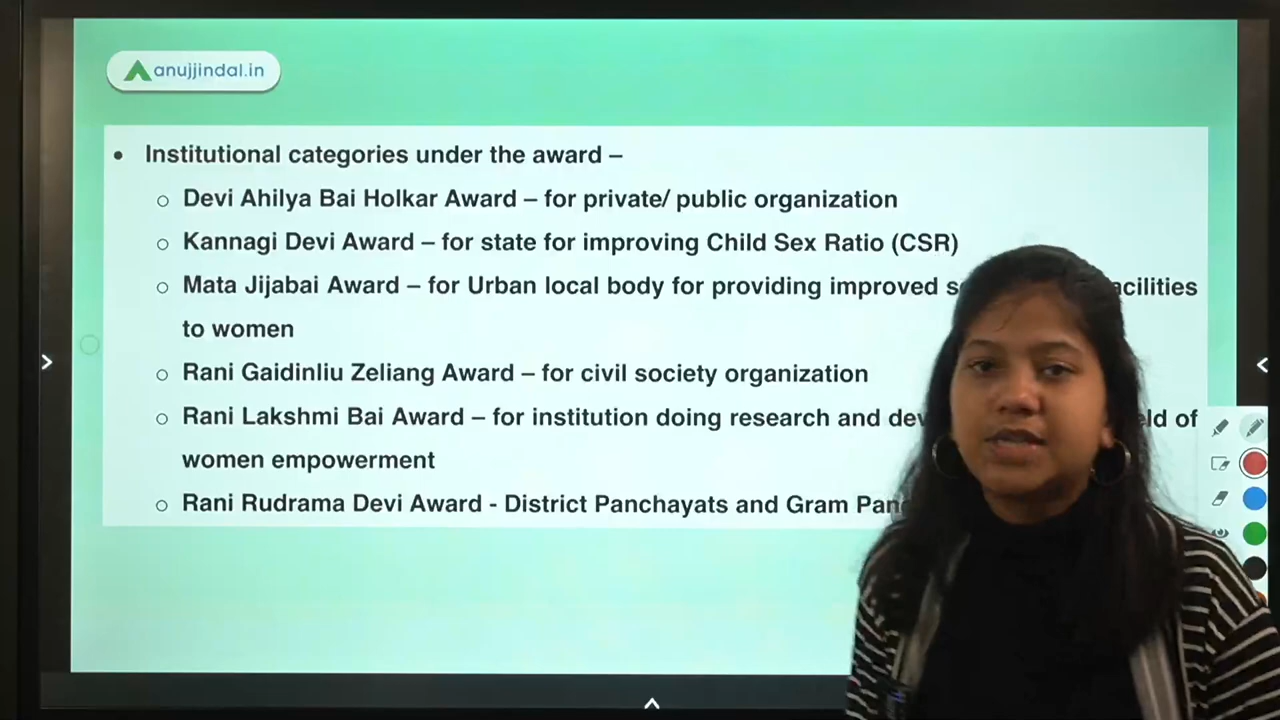 anujjindal.in
• Institutional categories under the award –
○ Devi Ahilya Bai Holkar Award – for private/ public organization
○ Kannagi Devi Award – for state for improving Child Sex Ratio (CSR)
○ Mata Jijabai Award – for Urban local body for providing improved
to women
○ Rani Gaidinliu Zeliang Award – for civil society organization
○ Rani Lakshmi Bai Award – for institution doing research and of
women empowerment
○ Rani Rudrama Devi Award - District Panchayats and Gram